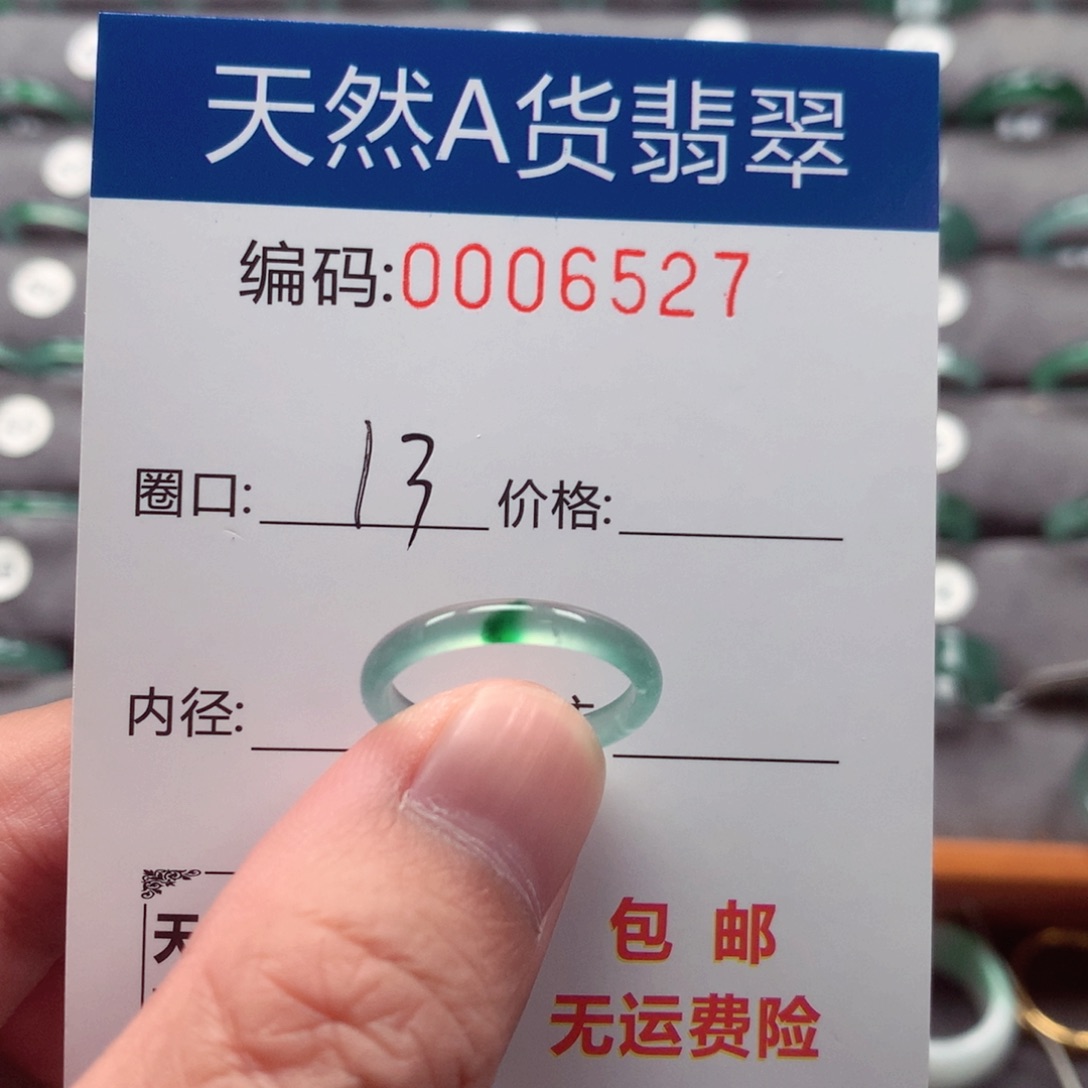 天然A货翡翠
编码:0006527
圈口: 13 价格:
内径:
天
包 邮
无运费险